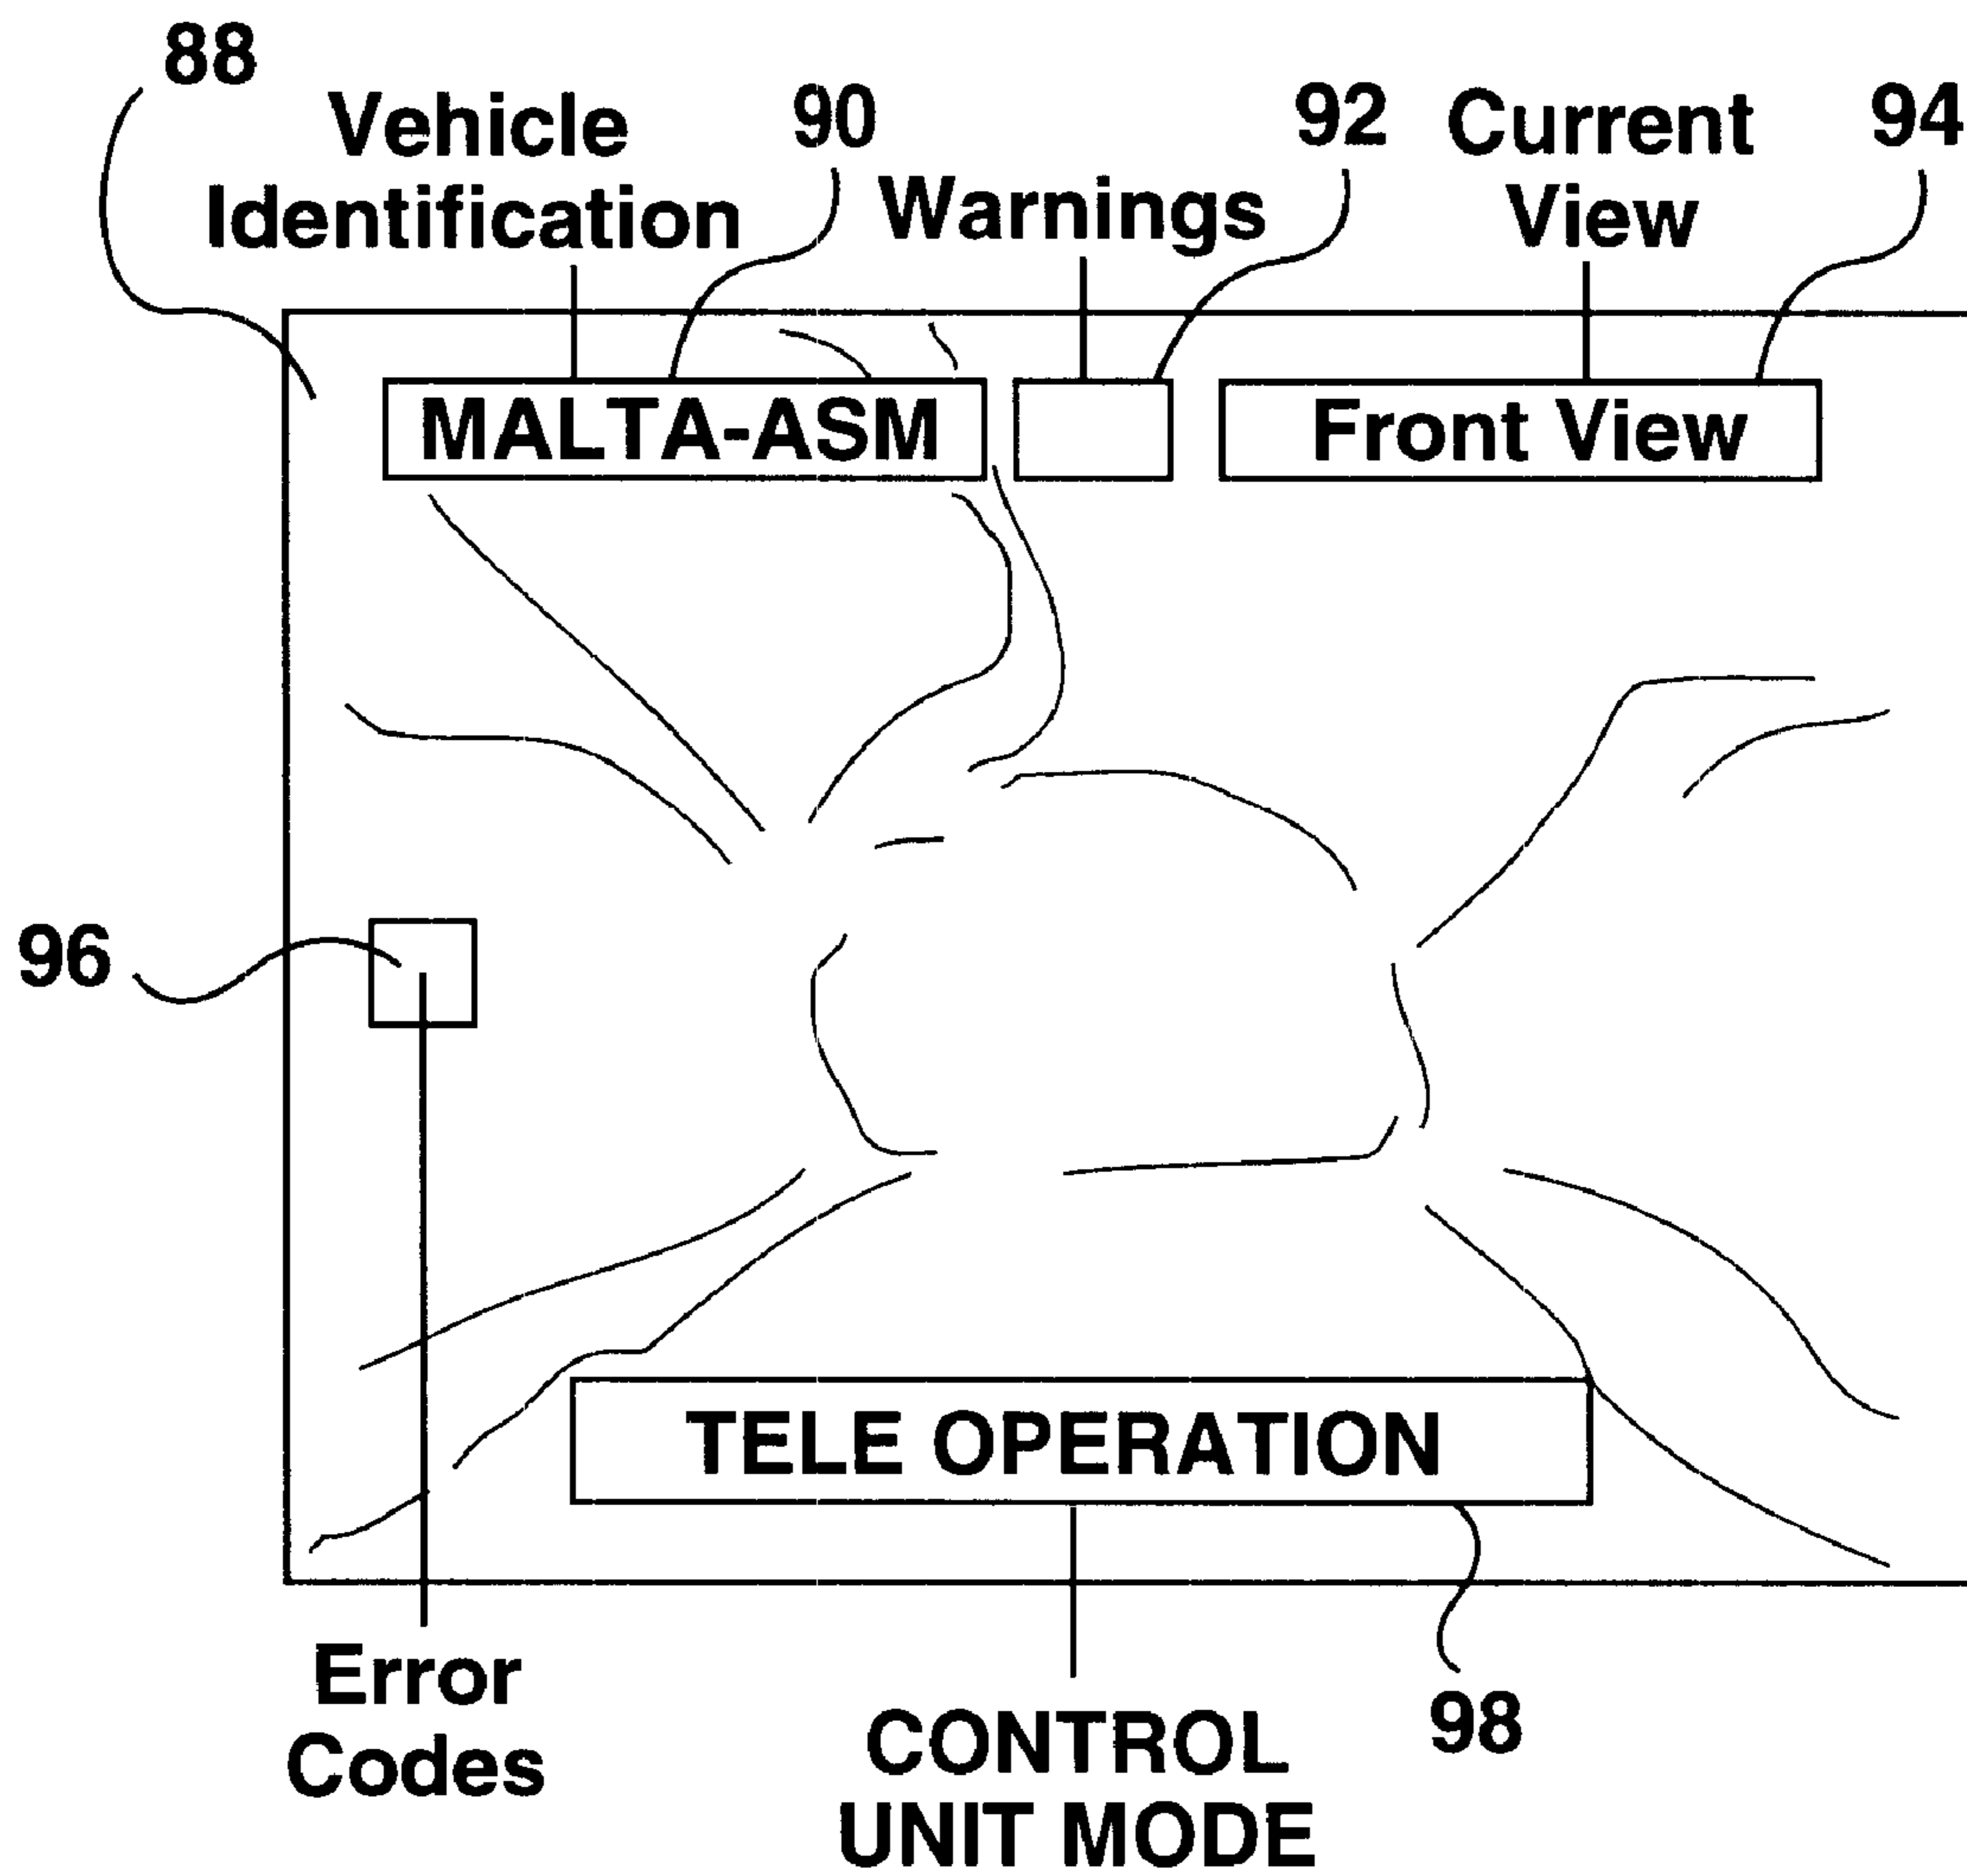 88
Vehicle
Identification
90
Warnings
92
Current
View
94
MALTA-ASM
Front View
96
TELE OPERATION
Error
Codes
CONTROL
UNIT MODE
98